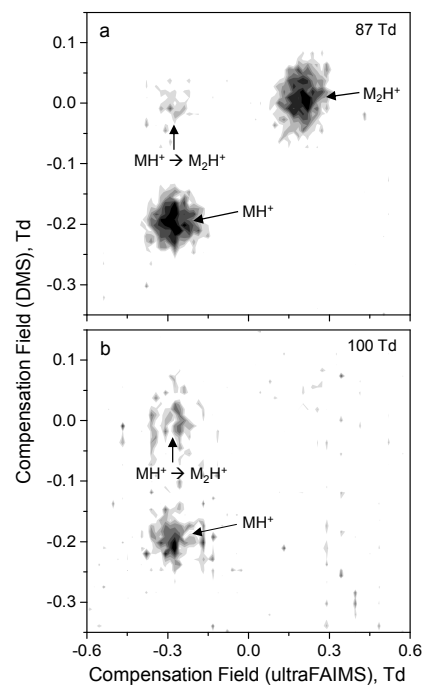 a
87 Td
0.1
0.0
-0.1
-0.2
-0.3
M₂H⁺
MH⁺ → M₂H⁺
MH⁺
Compensation Field (DMS), Td
b
100 Td
0.1
0.0
-0.1
-0.2
-0.3
MH⁺ → M₂H⁺
MH⁺
-0.6 -0.3 0.0 0.3 0.6
Compensation Field (ultraFAIMS), Td